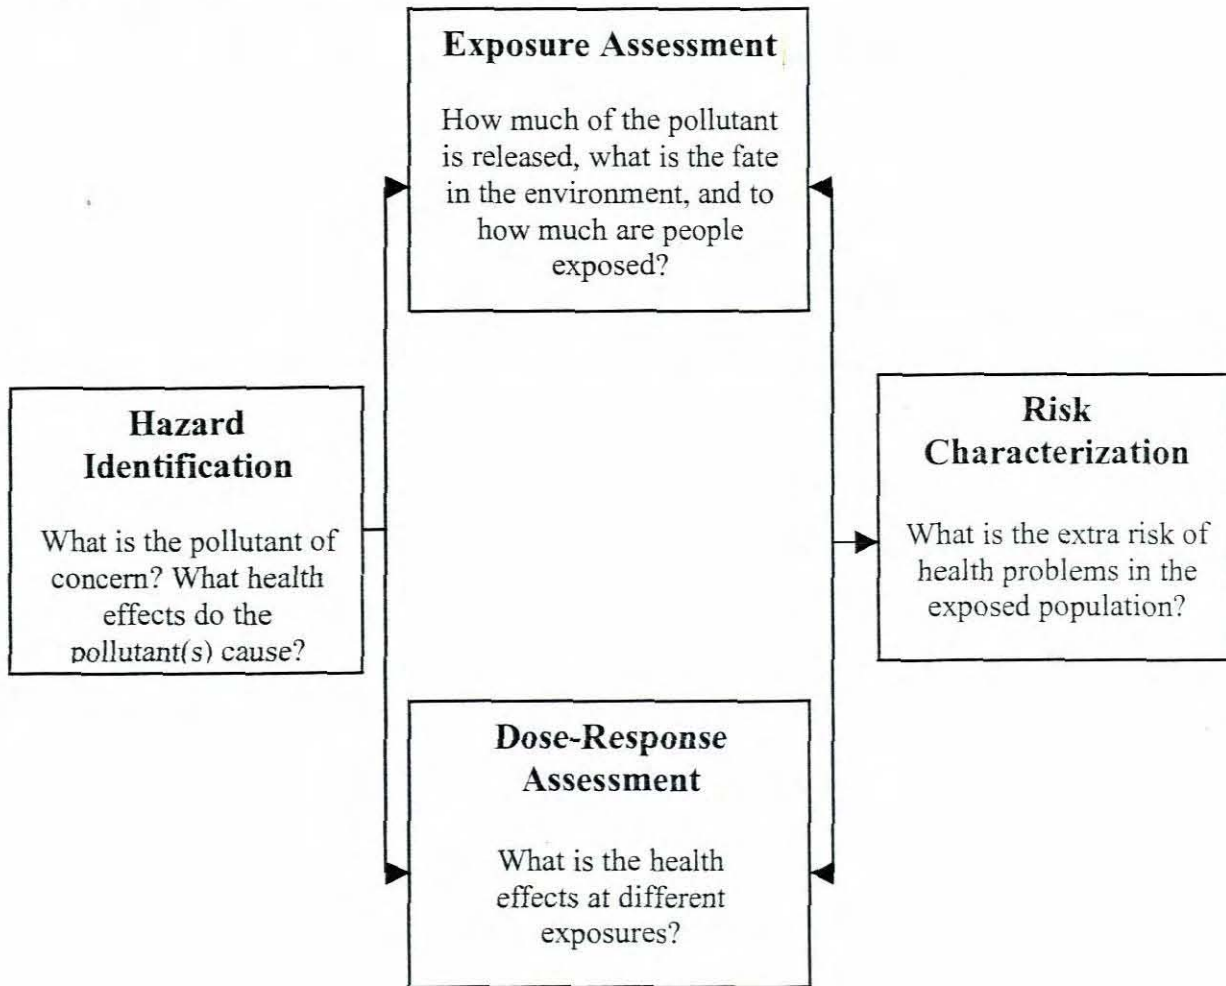 Exposure Assessment
How much of the pollutant
is released, what is the fate
in the environment, and to
how much are people
exposed?
Hazard
Identification
What is the pollutant of
concern? What health
effects do the
pollutant(s) cause?
Risk
Characterization
What is the extra risk of
health problems in the
exposed population?
Dose-Response
Assessment
What is the health
effects at different
exposures?